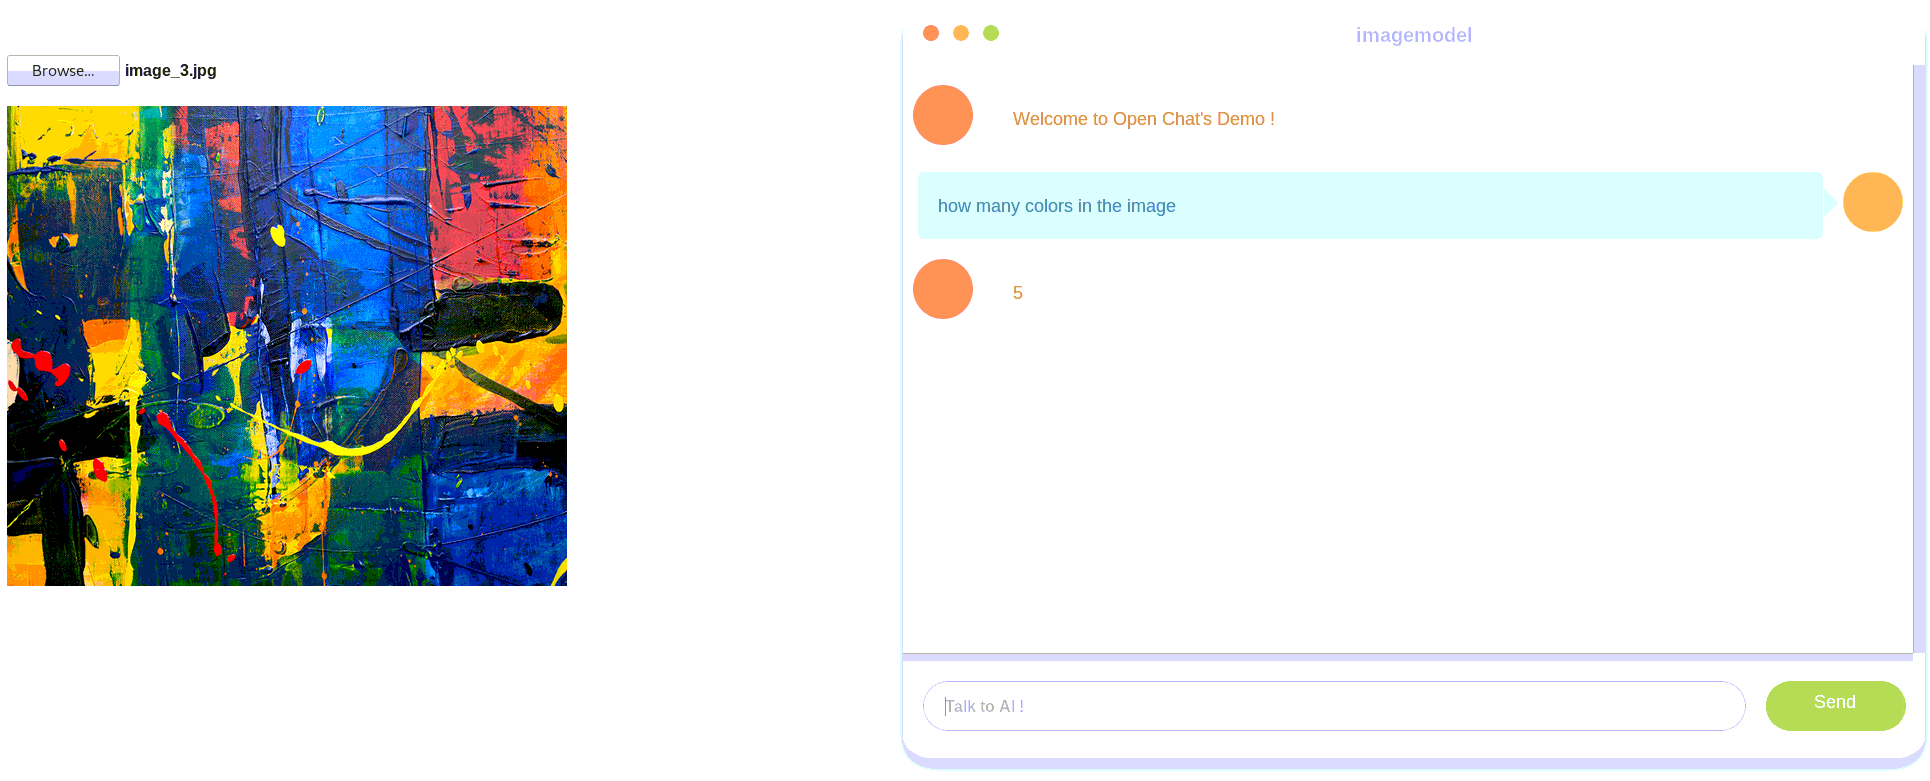 Browse... image_3.jpg
imagemodel
Welcome to Open Chat's Demo !
how many colors in the image
5
Talk to AI !
Send